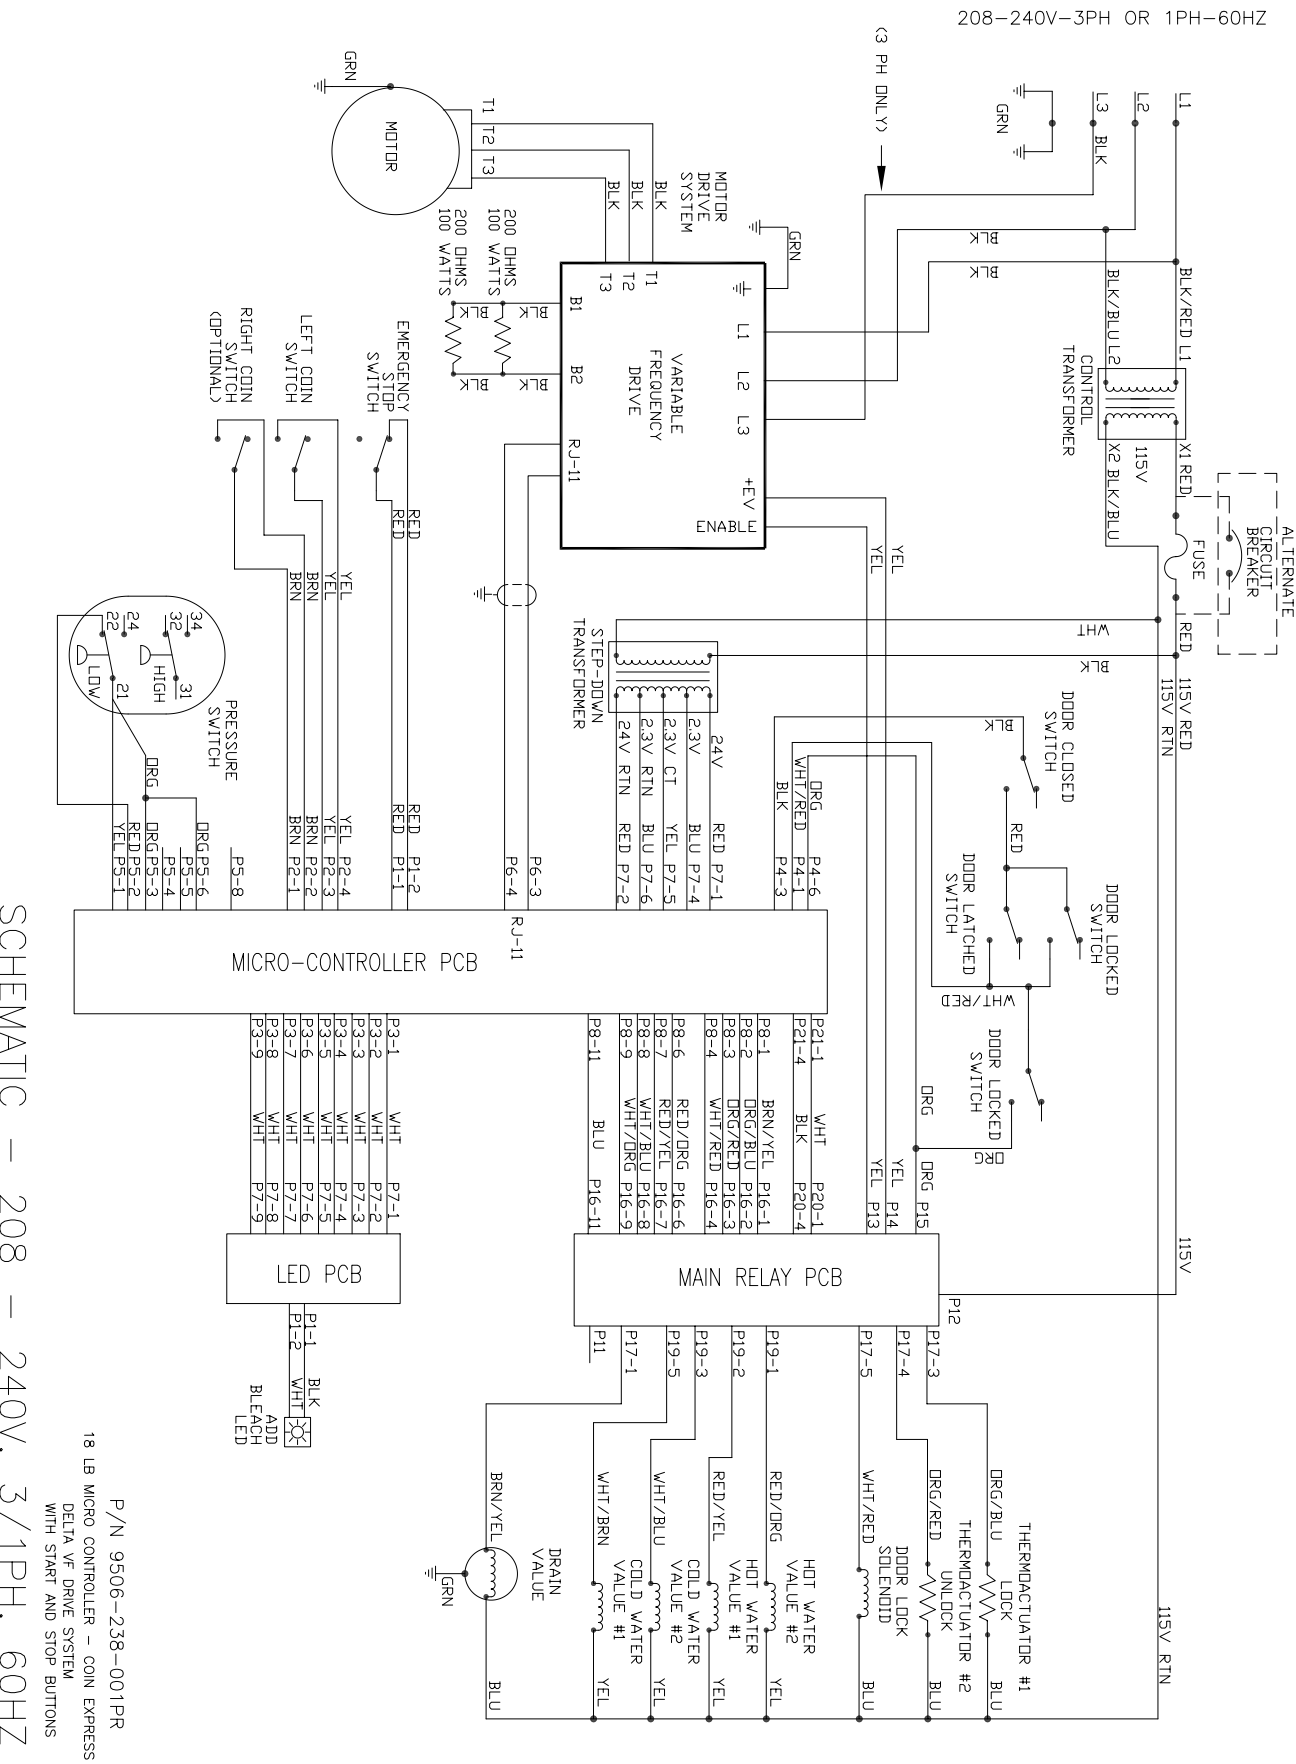 208-240V-3PH OR 1PH-60HZ
L1
L2
L3
GRN
BLK
(3 PH ONLY)
BLK
BLK
BLK/RED L1
BLK/BLU L2
CONTROL
TRANSFORMER
115V
X1 RED
X2 BLK/BLU
FUSE
ALTERNATE
CIRCUIT
BREAKER
RED
WHT
BLK
115V RED
115V RTN
115V
115V RTN
GRN
MOTOR
T1
T2
T3
BLK
BLK
BLK
MOTOR
DRIVE
SYSTEM
GRN
200 OHMS
100 WATTS
200 OHMS
100 WATTS
BLK
BLK
BLK
BLK
T1
T2
T3
B1
B2
RJ-11
VARIABLE
FREQUENCY
DRIVE
L1
L2
L3
+EV
ENABLE
YEL
YEL
EMERGENCY
STOP
SWITCH
LEFT COIN
SWITCH
RIGHT COIN
SWITCH
(OPTIONAL)
RED
RED
YEL
YEL
BRN
BRN
34
32
24
22
31
21
HIGH
LOW
PRESSURE
SWITCH
ORG
STEP-DOWN
TRANSFORMER
24V
2.3V
2.3V CT
2.3V RTN
24V RTN
RED P7-1
BLU P7-4
YEL P7-5
BLU P7-6
RED P7-2
DOOR CLOSED
SWITCH
BLK
RED
DOOR LATCHED
SWITCH
DOOR LOCKED
SWITCH
WHT/RED
DOOR LOCKED
SWITCH
ORG
ORG
ORG P4-6
WHT/RED P4-1
BLK P4-3
P6-3
P6-4
RED P1-2
RED P1-1
YEL P2-4
YEL P2-3
BRN P2-2
BRN P2-1
P5-8
ORG P5-6
P5-5
P5-4
ORG P5-3
RED P5-2
YEL P5-1
RJ-11
MICRO-CONTROLLER PCB
P21-1 WHT P20-1
P21-4 BLK P20-4
P8-1 BRN/YEL P16-1
P8-2 ORG/BLU P16-2
P8-3 ORG/RED P16-3
P8-4 WHT/RED P16-4
P8-6 RED/ORG P16-6
P8-7 RED/YEL P16-7
P8-8 WHT/BLU P16-8
P8-9 WHT/ORG P16-9
P8-11 BLU P16-11
P3-1 WHT P7-1
P3-2 WHT P7-2
P3-3 WHT P7-3
P3-4 WHT P7-4
P3-5 WHT P7-5
P3-6 WHT P7-6
P3-7 WHT P7-7
P3-8 WHT P7-8
P3-9 WHT P7-9
ORG P15
YEL P14
YEL P13
MAIN RELAY PCB
P12
LED PCB
P1-1 BLK
P1-2 WHT
ADD
BLEACH
LED
P17-3
P17-4
P17-5
P19-1
P19-2
P19-3
P19-5
P17-1
P11
THERMOACTUATOR #1
LOCK
ORG/BLU
BLU
THERMOACTUATOR #2
UNLOCK
ORG/RED
BLU
DOOR LOCK
SOLENOID
WHT/RED
BLU
HOT WATER
VALUE #2
RED/ORG
YEL
HOT WATER
VALUE #1
RED/YEL
YEL
COLD WATER
VALUE #2
WHT/BLU
YEL
COLD WATER
VALUE #1
WHT/BRN
YEL
DRAIN
VALUE
BRN/YEL
BLU
GRN
P/N 9506-238-001PR
18 LB MICRO CONTROLLER - COIN EXPRESS
DELTA VF DRIVE SYSTEM
WITH START AND STOP BUTTONS
SCHEMATIC - 208 - 240V, 3/1PH, 60HZ